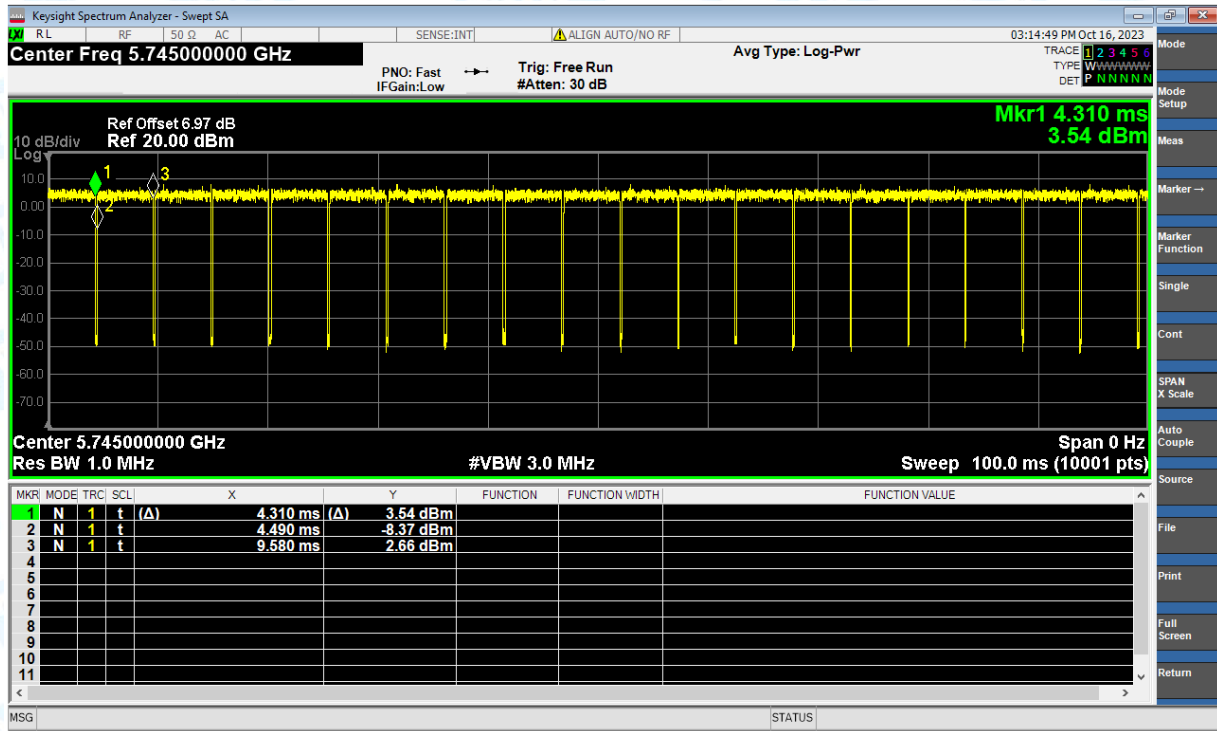 Keysight Spectrum Analyzer - Swept SA
LXI RL RF 50 Ω AC SENSE:INT ALIGN AUTO/NO RF 03:14:49 PM Oct 16, 2023
Center Freq 5.745000000 GHz
PNO: Fast
IFGain:Low
Trig: Free Run
#Atten: 30 dB
Avg Type: Log-Pwr
TRACE 1 2 3 4 5 6
TYPE WWWWWW
DET P N N N N N
Mkr1 4.310 ms
3.54 dBm
Ref Offset 6.97 dB
10 dB/div Ref 20.00 dBm
Log
1
3
2
10.0
0.00
-10.0
-20.0
-30.0
-40.0
-50.0
-60.0
-70.0
Center 5.745000000 GHz Span 0 Hz
Res BW 1.0 MHz #VBW 3.0 MHz Sweep 100.0 ms (10001 pts)
MKR MODE TRC SCL X Y FUNCTION FUNCTION WIDTH FUNCTION VALUE
1 N 1 t (Δ) 4.310 ms (Δ) 3.54 dBm
2 N 1 t 4.490 ms -8.37 dBm
3 N 1 t 9.580 ms 2.66 dBm
4
5
6
7
8
9
10
11
MSG STATUS
Mode
Mode
Setup
Meas
Marker →
Marker
Function
Single
Cont
SPAN
X Scale
Auto
Couple
Source
File
Print
Full
Screen
Return